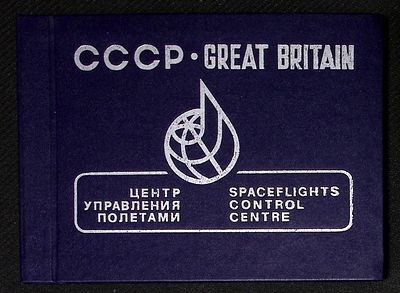 СССР · GREAT BRITAIN
ЦЕНТР
УПРАВЛЕНИЯ
ПОЛЕТАМИ
SPACEFLIGHTS
CONTROL
CENTRE